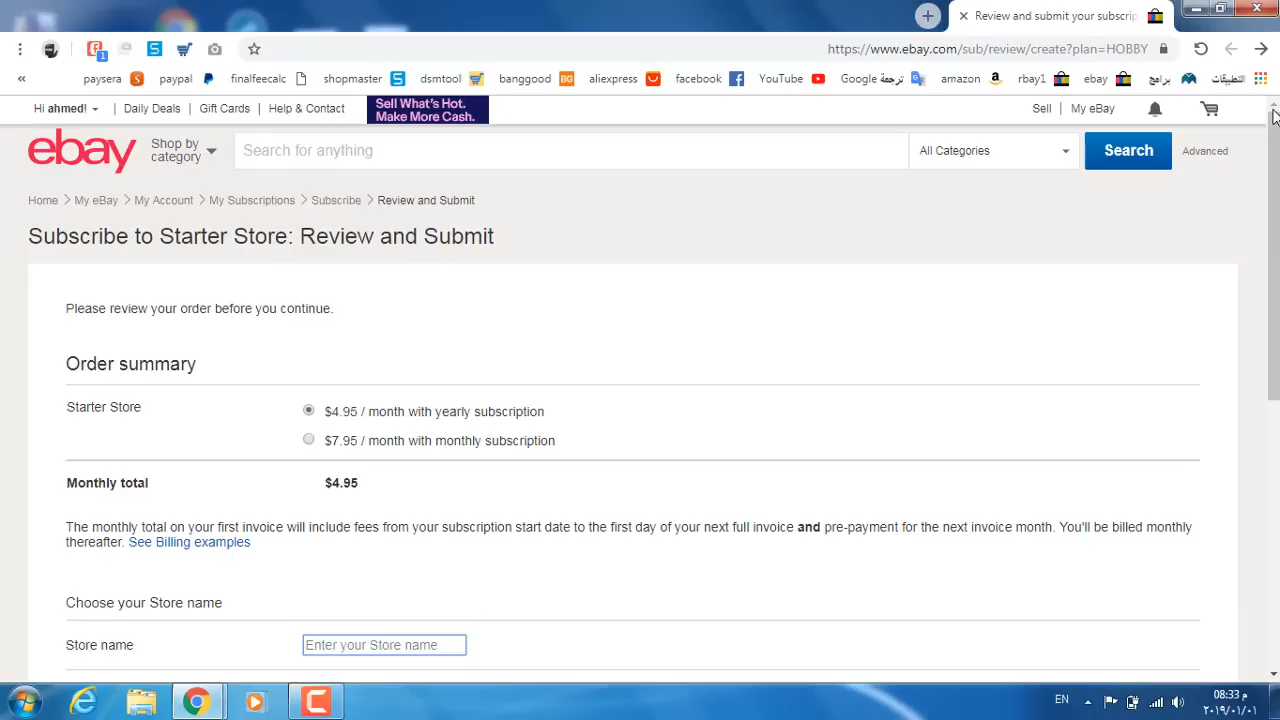 Review and submit your subscrip
https://www.ebay.com/sub/review/create?plan=HOBBY
1
« paysera paypal finalfeecalc shopmaster dsmtool banggood BG aliexpress facebook YouTube ترجمة Google amazon rbay1 ebay برامج التطبيقات
Hi ahmed! Daily Deals Gift Cards Help & Contact Sell What's Hot. Sell My eBay
Make More Cash.
ebay Shop by category Search for anything All Categories Search Advanced
Home My eBay My Account My Subscriptions Subscribe Review and Submit
Subscribe to Starter Store: Review and Submit
Please review your order before you continue.
Order summary
Starter Store $4.95 / month with yearly subscription
$7.95 / month with monthly subscription
Monthly total $4.95
The monthly total on your first invoice will include fees from your subscription start date to the first day of your next full invoice and pre-payment for the next invoice month. You'll be billed monthly
thereafter. See Billing examples
Choose your Store name
Store name Enter your Store name
EN 08:33 م
٢٠١٩/٠١/٠١